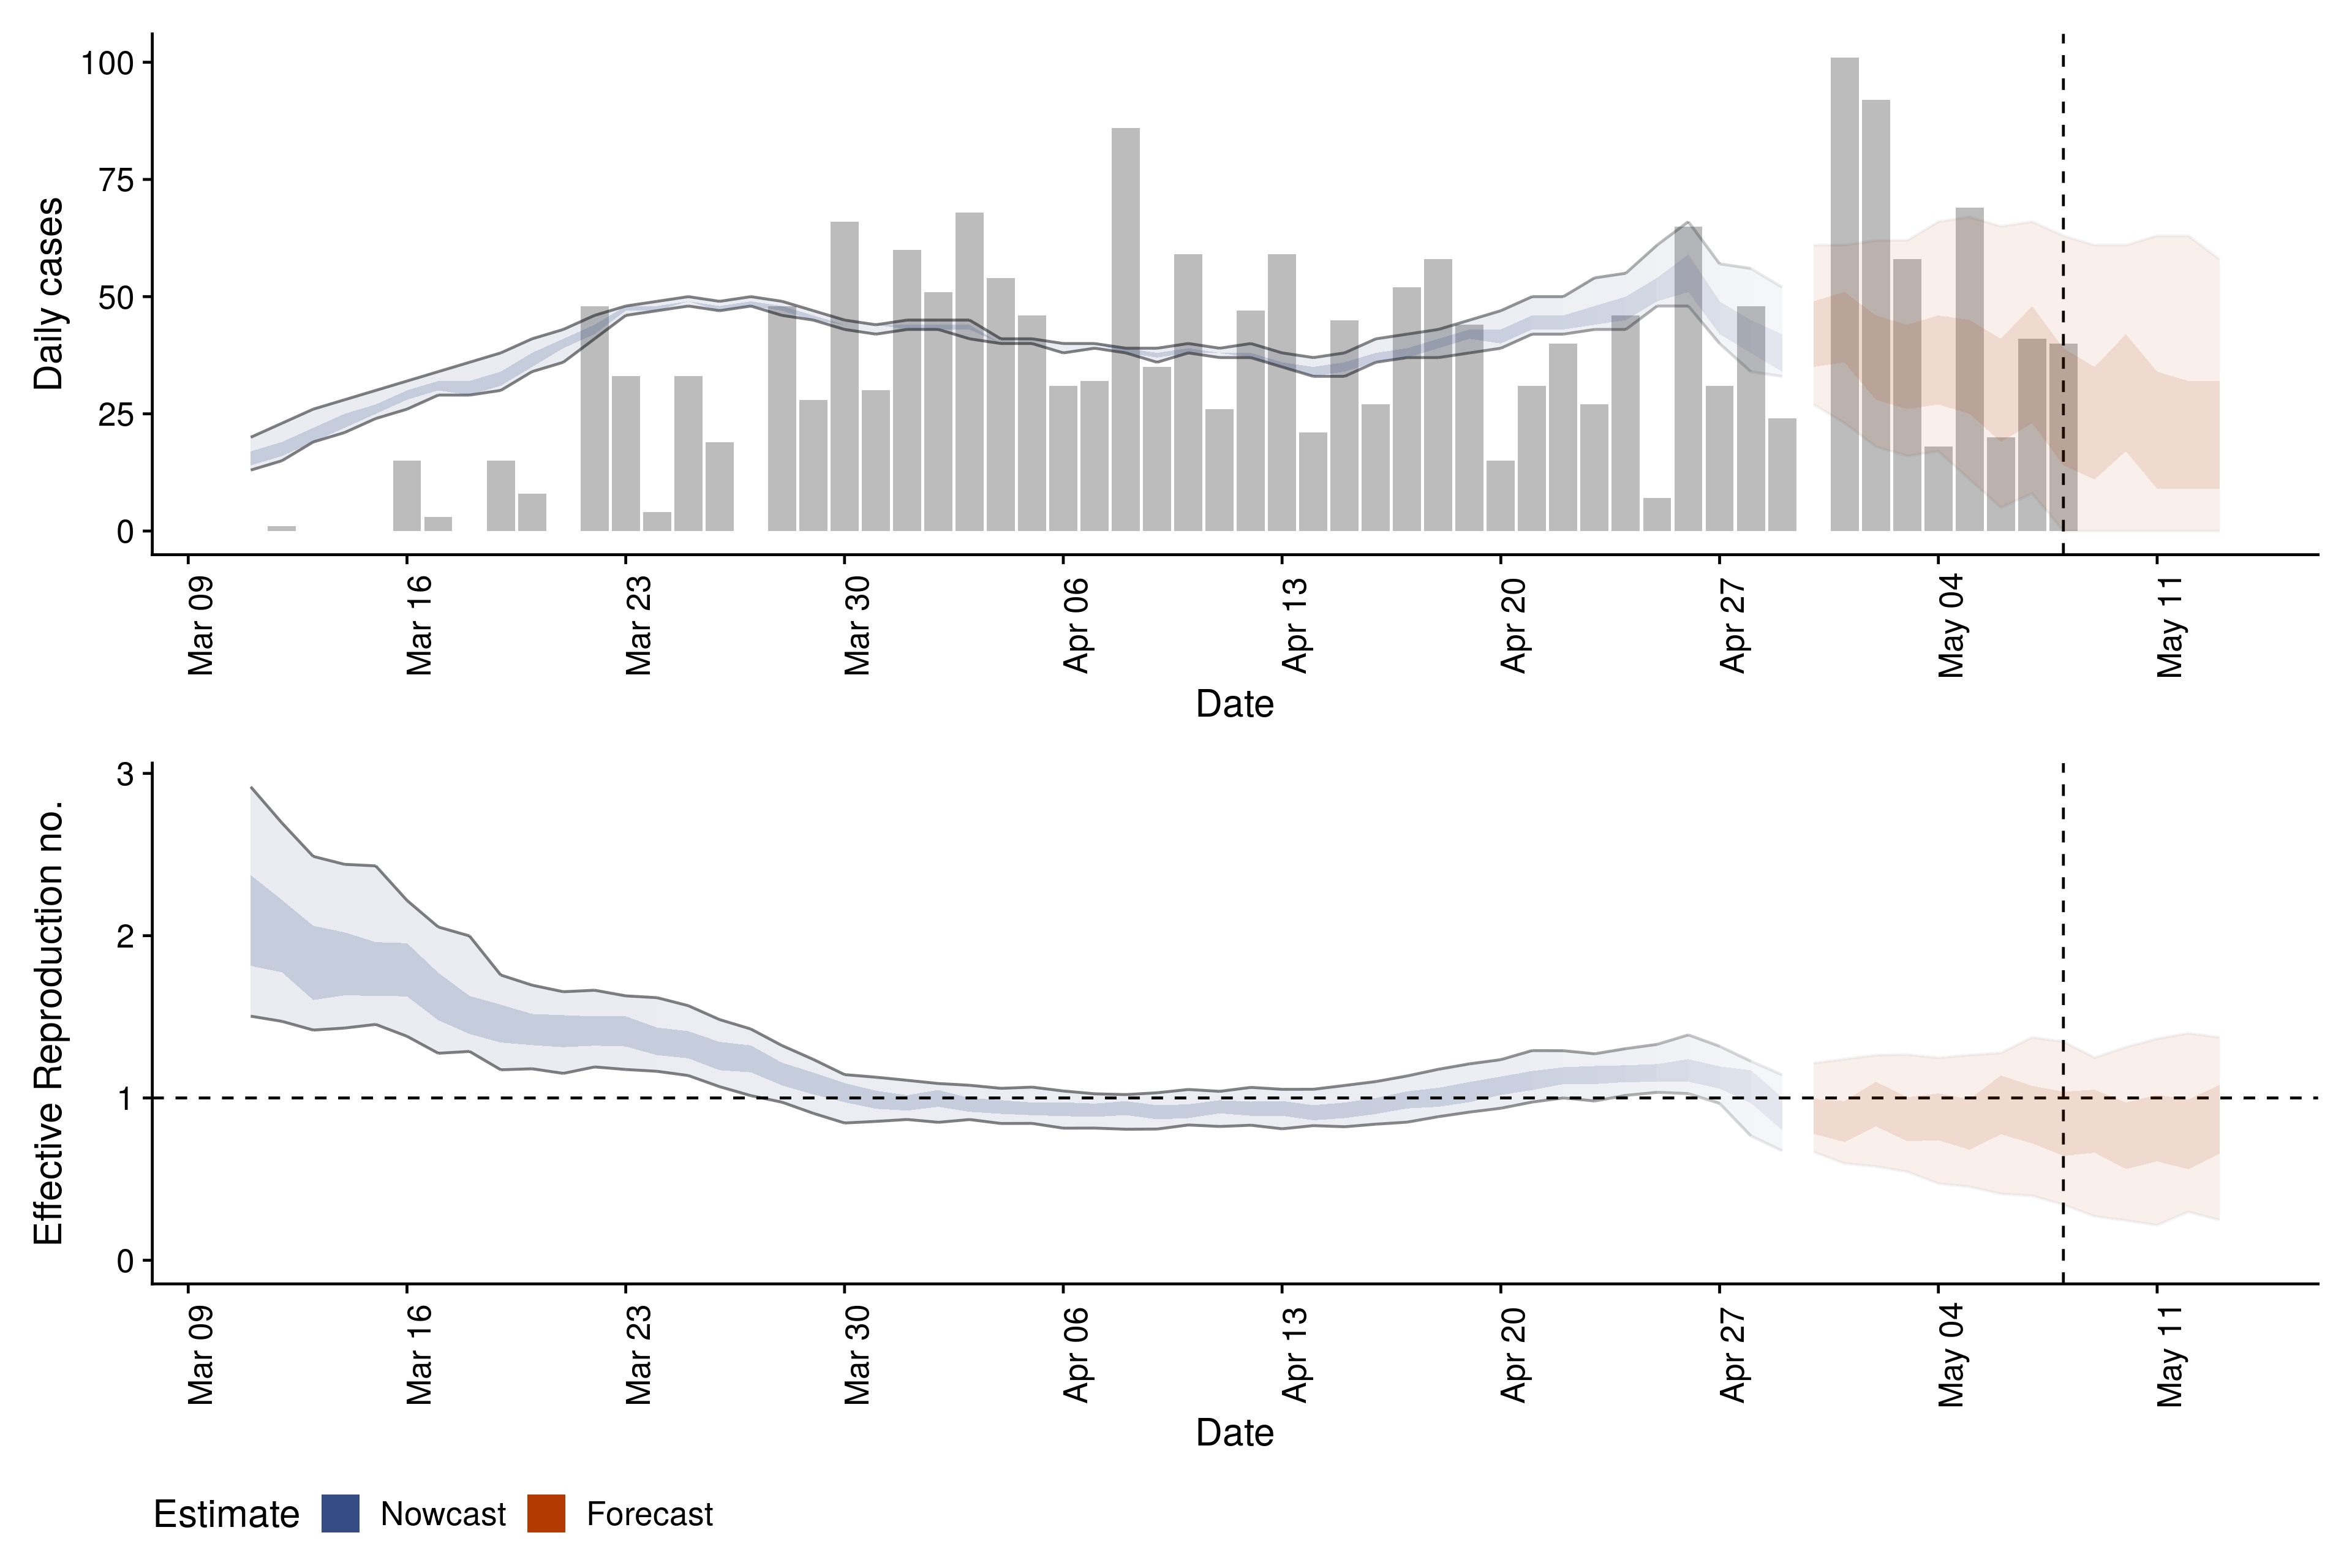 Daily cases
100
75
50
25
0
Mar 09
Mar 16
Mar 23
Mar 30
Apr 06
Apr 13
Apr 20
Apr 27
May 04
May 11
Date
Effective Reproduction no.
3
2
1
0
Mar 09
Mar 16
Mar 23
Mar 30
Apr 06
Apr 13
Apr 20
Apr 27
May 04
May 11
Date
Estimate Nowcast Forecast